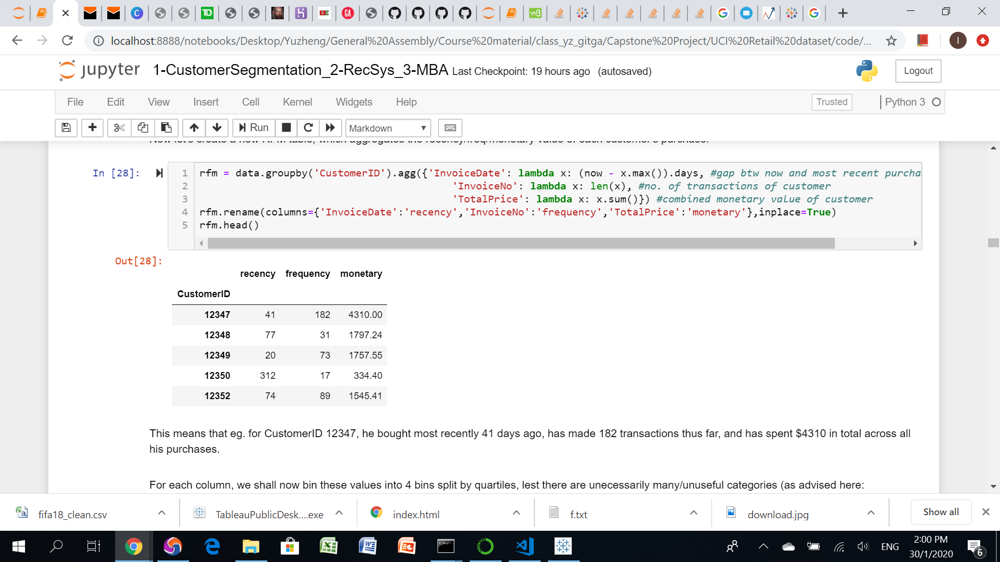 localhost:8888/notebooks/Desktop/Yuzheng/General%20Assembly/Course%20material/class_yz_gitga/Capstone%20Project/UCI%20Retail%20dataset/code/...
jupyter 1-CustomerSegmentation_2-RecSys_3-MBA Last Checkpoint: 19 hours ago (autosaved) Logout
File Edit View Insert Cell Kernel Widgets Help Trusted Python 3
Run Markdown
In [28]:
1 rfm = data.groupby('CustomerID').agg({'InvoiceDate': lambda x: (now - x.max()).days, #gap btw now and most recent purcha
2 'InvoiceNo': lambda x: len(x), #no. of transactions of customer
3 'TotalPrice': lambda x: x.sum()}) #combined monetary value of customer
4 rfm.rename(columns={'InvoiceDate':'recency','InvoiceNo':'frequency','TotalPrice':'monetary'},inplace=True)
5 rfm.head()
Out[28]:
recency frequency monetary
CustomerID
12347 41 182 4310.00
12348 77 31 1797.24
12349 20 73 1757.55
12350 312 17 334.40
12352 74 89 1545.41
This means that eg. for CustomerID 12347, he bought most recently 41 days ago, has made 182 transactions thus far, and has spent $4310 in total across all
his purchases.
For each column, we shall now bin these values into 4 bins split by quartiles, lest there are unecessarily many/unuseful categories (as advised here:
fifa18_clean.csv TableauPublicDesk....exe index.html f.txt download.jpg Show all
ENG
2:00 PM
30/1/2020
6